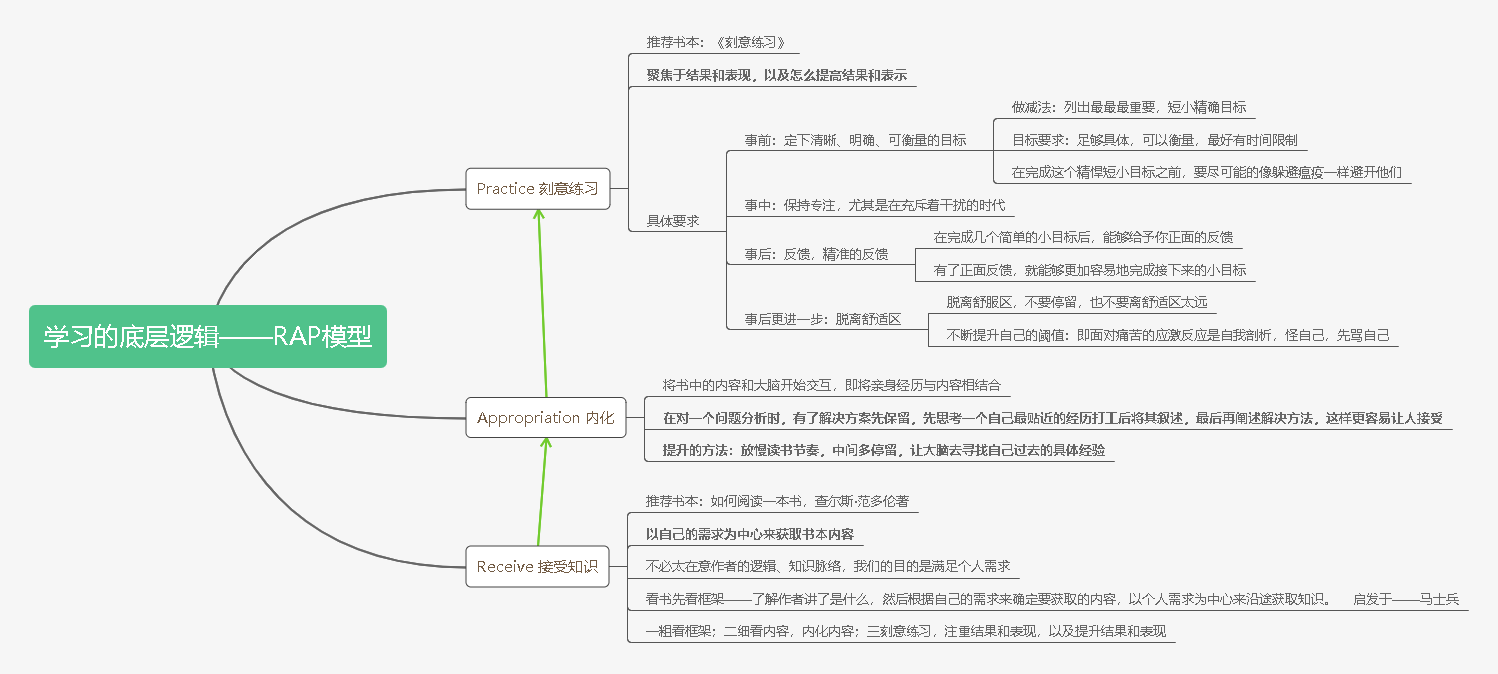 推荐书本：《刻意练习》
聚焦于结果和表现，以及怎么提高结果和表示
做减法：列出最最最重要，短小精确目标
事前：定下清晰、明确、可衡量的目标
目标要求：足够具体，可以衡量，最好有时间限制
在完成这个精悍短小目标之前，要尽可能的像躲避瘟疫一样避开他们
Practice 刻意练习
具体要求
事中：保持专注，尤其是在充斥着干扰的时代
在完成几个简单的小目标后，能够给予你正面的反馈
事后：反馈，精准的反馈
有了正面反馈，就能够更加容易地完成接下来的小目标
脱离舒服区，不要停留，也不要离舒适区太远
事后更进一步：脱离舒适区
不断提升自己的阈值：即面对痛苦的应激反应是自我剖析，怪自己，先骂自己
学习的底层逻辑——RAP模型
将书中的内容和大脑开始交互，即将亲身经历与内容相结合
Appropriation 内化
在对一个问题分析时，有了解决方案先保留，先思考一个自己最贴近的经历打工后将其叙述，最后再阐述解决方法，这样更容易让人接受
提升的方法：放慢读书节奏，中间多停留，让大脑去寻找自己过去的具体经验
推荐书本：如何阅读一本书，查尔斯·范多伦著
以自己的需求为中心来获取书本内容
Receive 接受知识
不必太在意作者的逻辑、知识脉络，我们的目的是满足个人需求
看书先看框架——了解作者讲了是什么，然后根据自己的需求来确定要获取的内容，以个人需求为中心来沿途获取知识。 启发于——马士兵
一粗看框架；二细看内容，内化内容；三刻意练习，注重结果和表现，以及提升结果和表现